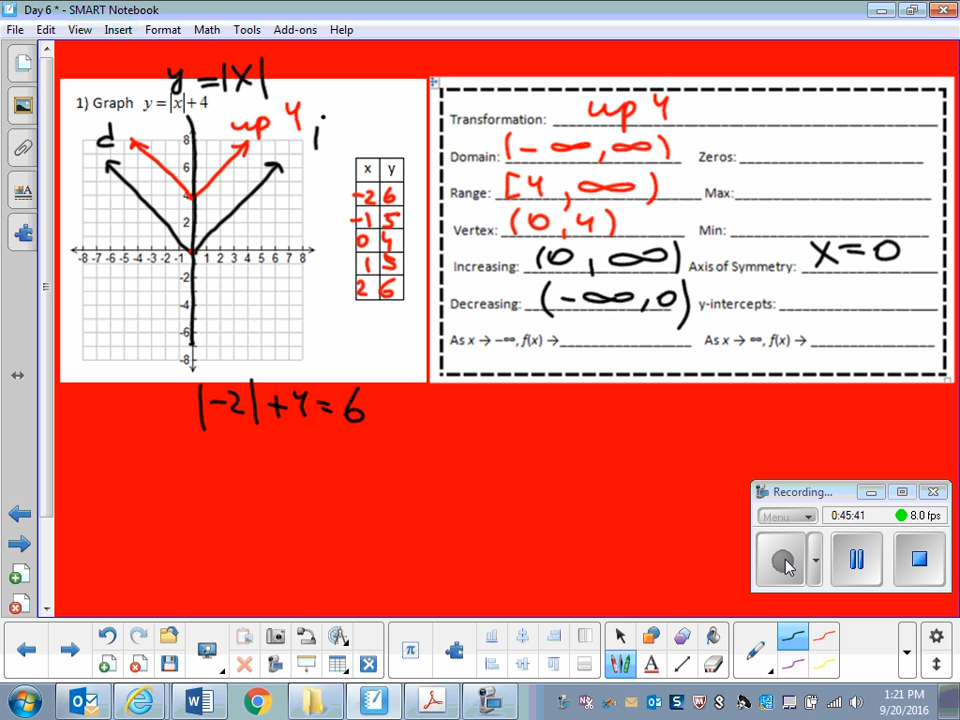 Day 6 * - SMART Notebook
File Edit View Insert Format Math Tools Add-ons Help
y = |x|
1) Graph y = |x| + 4
d up 4 i
8
6
4
2
-8 -7 -6 -5 -4 -3 -2 -1 1 2 3 4 5 6 7 8
-2
-4
-6
-8
x y
-2 6
-1 5
0 4
1 5
2 6
|-2| + 4 = 6
Transformation: up 4
Domain: (-∞, ∞) Zeros:
Range: [4, ∞) Max:
Vertex: (0, 4) Min:
Increasing: (0, ∞) Axis of Symmetry: x = 0
Decreasing: (-∞, 0) y-intercepts:
As x → -∞, f(x) → As x → ∞, f(x) →
Recording...
Menu 0:45:41 8.0 fps
1:21 PM
9/20/2016